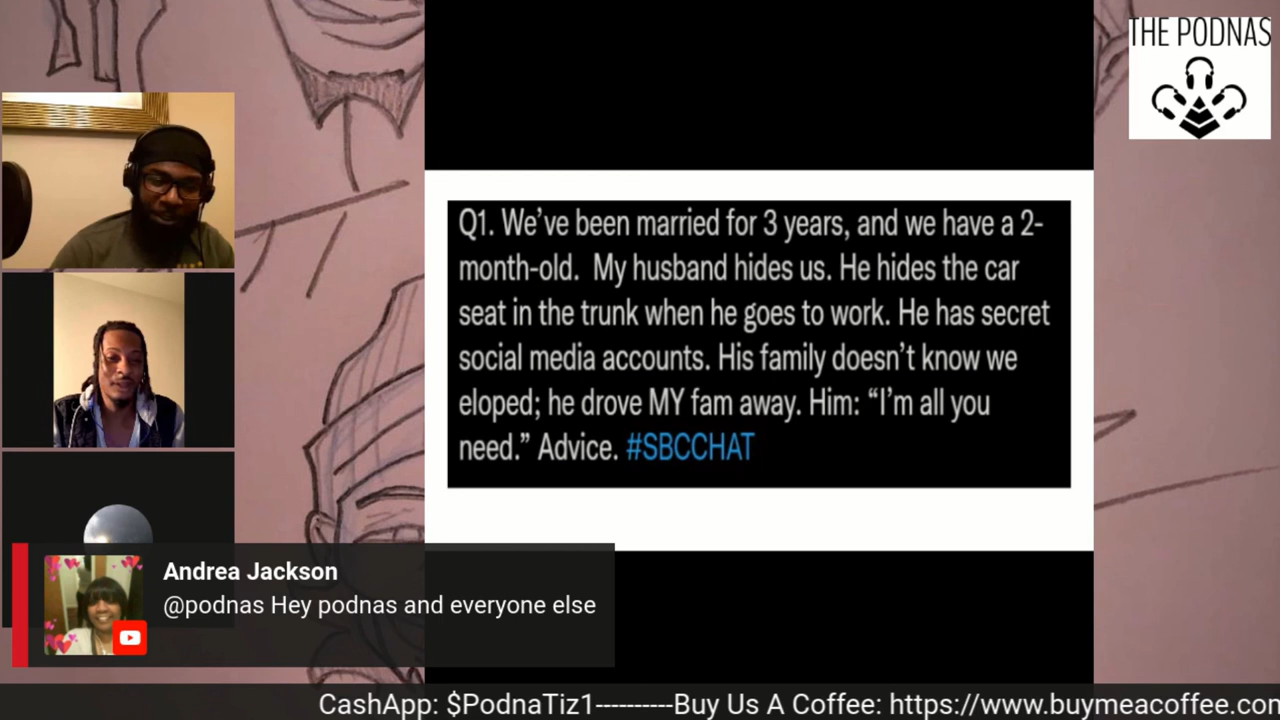 THE PODNAS
Q1. We’ve been married for 3 years, and we have a 2-
month-old.  My husband hides us. He hides the car
seat in the trunk when he goes to work. He has secret
social media accounts. His family doesn’t know we
eloped; he drove MY fam away. Him: “I’m all you
need.” Advice. #SBCCHAT
Andrea Jackson
@podnas Hey podnas and everyone else
CashApp: $PodnaTiz1----------Buy Us A Coffee: https://www.buymeacoffee.con